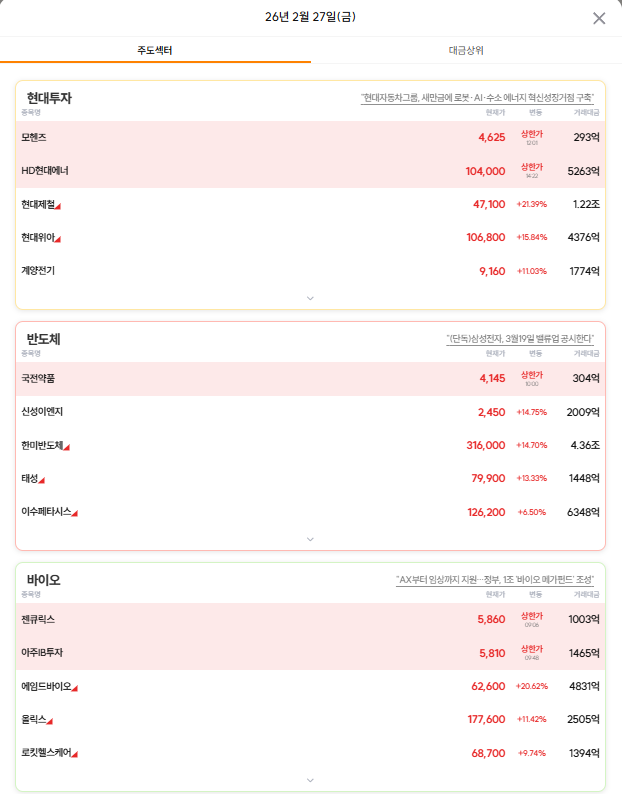 26년 2월 27일(금)
주도섹터 대금상위
현대투자 "현대자동차그룹, 새만금에 로봇·AI·수소 에너지 혁신성장거점 구축"
종목명 현재가 변동 거래대금
모헨즈 4,625 상한가 293억
12:01
HD현대에너 104,000 상한가 5263억
14:22
현대제철 47,100 +21.39% 1.22조
현대위아 106,800 +15.84% 4376억
계양전기 9,160 +11.03% 1774억
반도체 "(단독)삼성전자, 3월19일 밸류업 공시한다"
종목명 현재가 변동 거래대금
국전약품 4,145 상한가 304억
10:00
신성이엔지 2,450 +14.75% 2009억
한미반도체 316,000 +14.70% 4.36조
태성 79,900 +13.33% 1448억
이수페타시스 126,200 +6.50% 6348억
바이오 "AX부터 임상까지 지원…정부, 1조 '바이오 메가펀드' 조성"
종목명 현재가 변동 거래대금
젠큐릭스 5,860 상한가 1003억
09:06
아주IB투자 5,810 상한가 1465억
09:48
에임드바이오 62,600 +20.62% 4831억
올릭스 177,600 +11.42% 2505억
로킷헬스케어 68,700 +9.74% 1394억